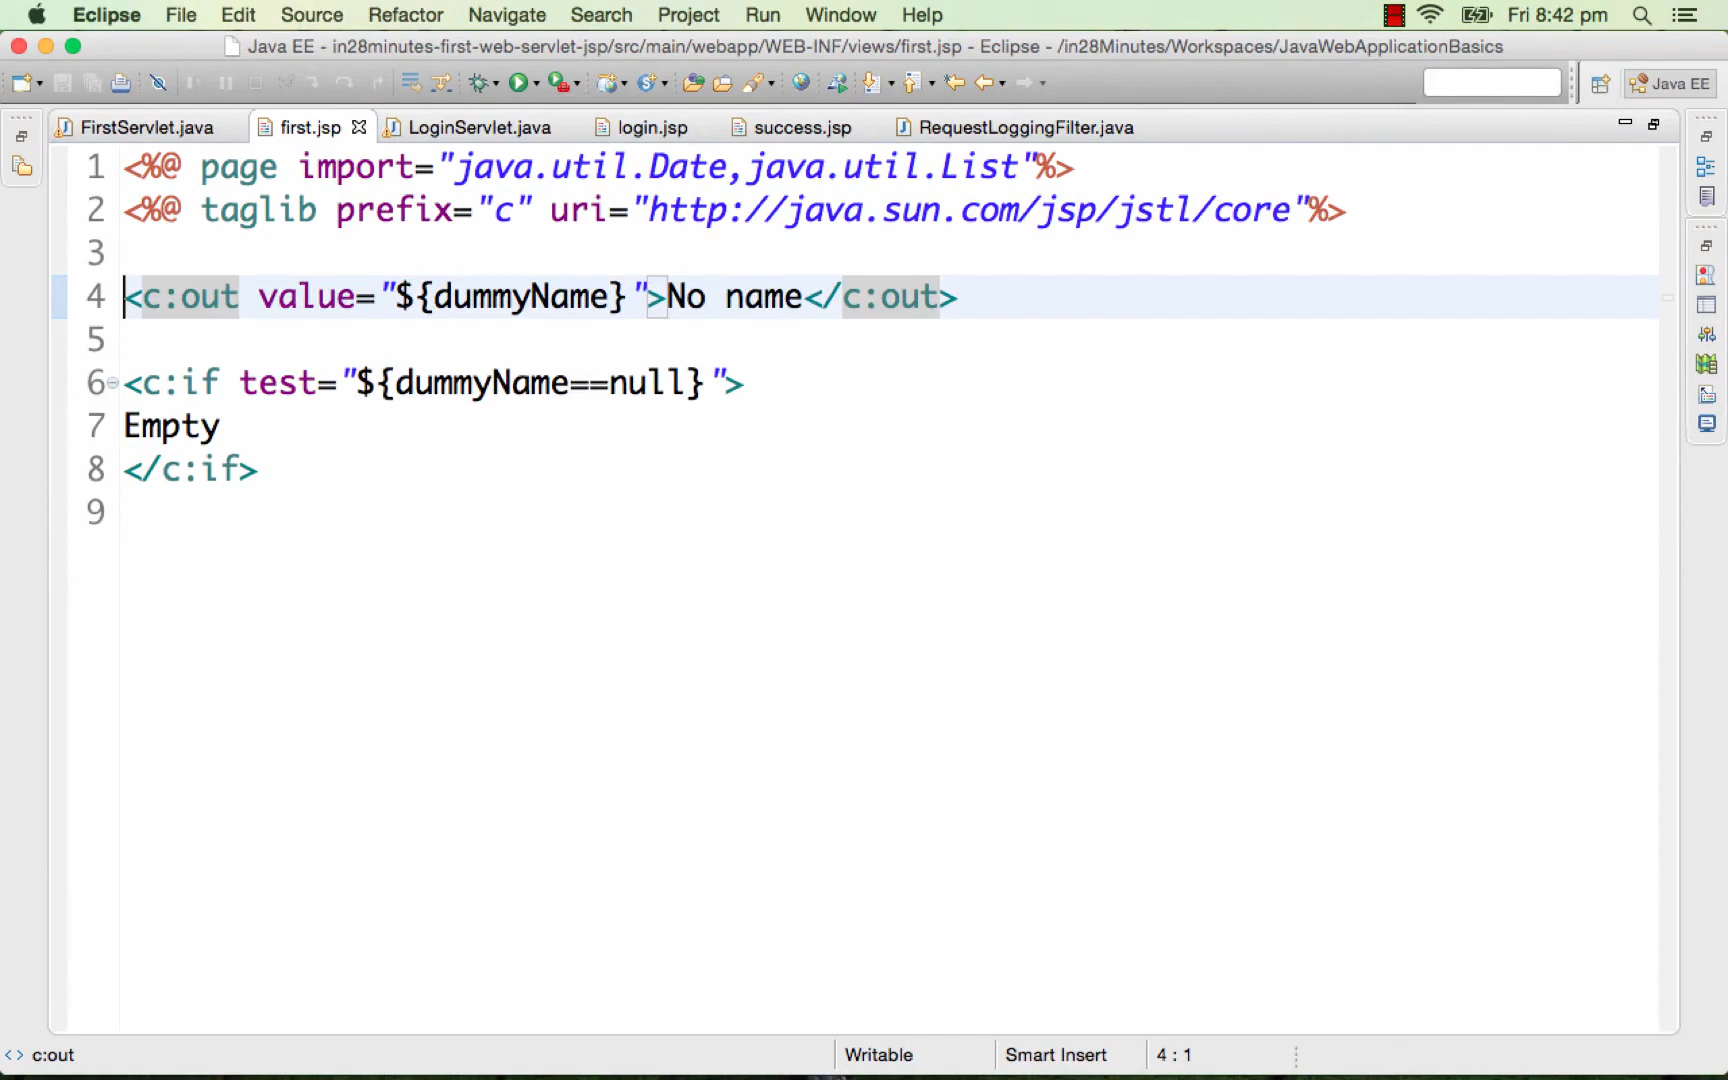 Eclipse File Edit Source Refactor Navigate Search Project Run Window Help Fri 8:42 pm
Java EE - in28minutes-first-web-servlet-jsp/src/main/webapp/WEB-INF/views/first.jsp - Eclipse - /in28Minutes/Workspaces/JavaWebApplicationBasics
Java EE
FirstServlet.java first.jsp LoginServlet.java login.jsp success.jsp RequestLoggingFilter.java
1 <%@ page import="java.util.Date,java.util.List"%>
2 <%@ taglib prefix="c" uri="http://java.sun.com/jsp/jstl/core"%>
3
4 <c:out value="${dummyName}">No name</c:out>
5
6 <c:if test="${dummyName==null}">
7 Empty
8 </c:if>
9
<> c:out Writable Smart Insert 4 : 1